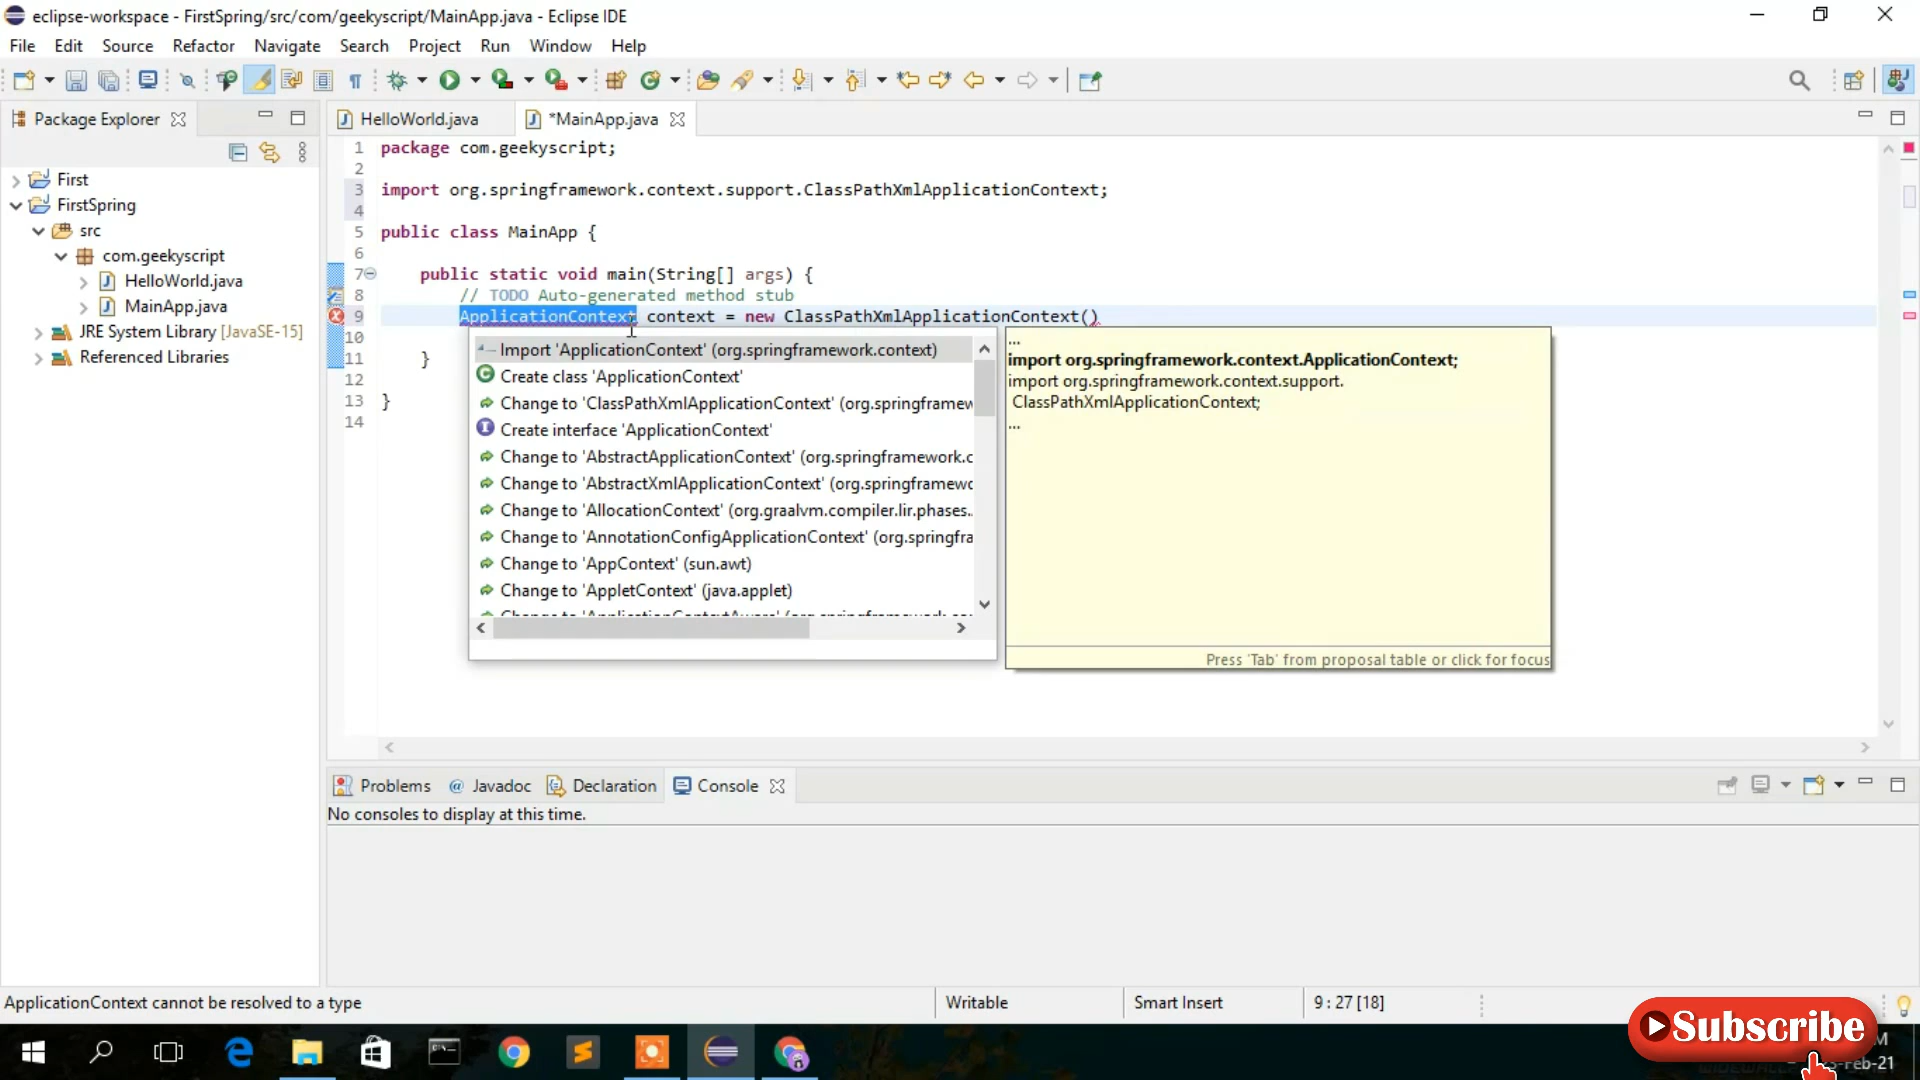 eclipse-workspace - FirstSpring/src/com/geekyscript/MainApp.java - Eclipse IDE
File Edit Source Refactor Navigate Search Project Run Window Help
Package Explorer
HelloWorld.java
*MainApp.java
First
FirstSpring
src
com.geekyscript
HelloWorld.java
MainApp.java
JRE System Library [JavaSE-15]
Referenced Libraries
1 package com.geekyscript;
2
3 import org.springframework.context.support.ClassPathXmlApplicationContext;
4
5 public class MainApp {
6
7 public static void main(String[] args) {
8 // TODO Auto-generated method stub
9 ApplicationContext context = new ClassPathXmlApplicationContext()
10
11 }
12
13 }
14
Import 'ApplicationContext' (org.springframework.context)
Create class 'ApplicationContext'
Change to 'ClassPathXmlApplicationContext' (org.springframew
Create interface 'ApplicationContext'
Change to 'AbstractApplicationContext' (org.springframework.c
Change to 'AbstractXmlApplicationContext' (org.springframewo
Change to 'AllocationContext' (org.graalvm.compiler.lir.phases..
Change to 'AnnotationConfigApplicationContext' (org.springfra
Change to 'AppContext' (sun.awt)
Change to 'AppletContext' (java.applet)
...
import org.springframework.context.ApplicationContext;
import org.springframework.context.support.
ClassPathXmlApplicationContext;
...
Press 'Tab' from proposal table or click for focus
Problems @ Javadoc Declaration Console
No consoles to display at this time.
ApplicationContext cannot be resolved to a type
Writable
Smart Insert
9 : 27 [18]
Subscribe